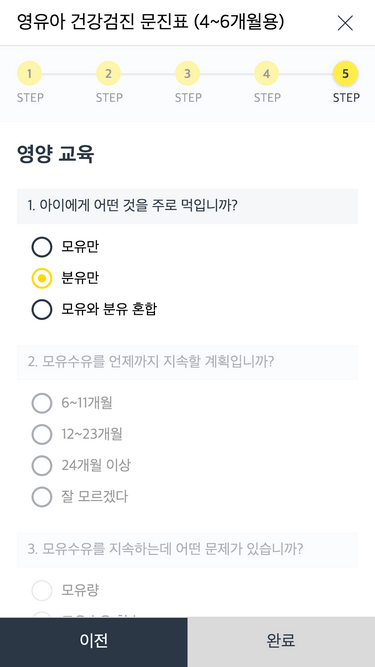 영유아 건강검진 문진표 (4~6개월용)
1 2 3 4 5
STEP STEP STEP STEP STEP
영양 교육
1. 아이에게 어떤 것을 주로 먹입니까?
모유만
분유만
모유와 분유 혼합
2. 모유수유를 언제까지 지속할 계획입니까?
6~11개월
12~23개월
24개월 이상
잘 모르겠다
3. 모유수유를 지속하는데 어떤 문제가 있습니까?
모유량
이전 완료